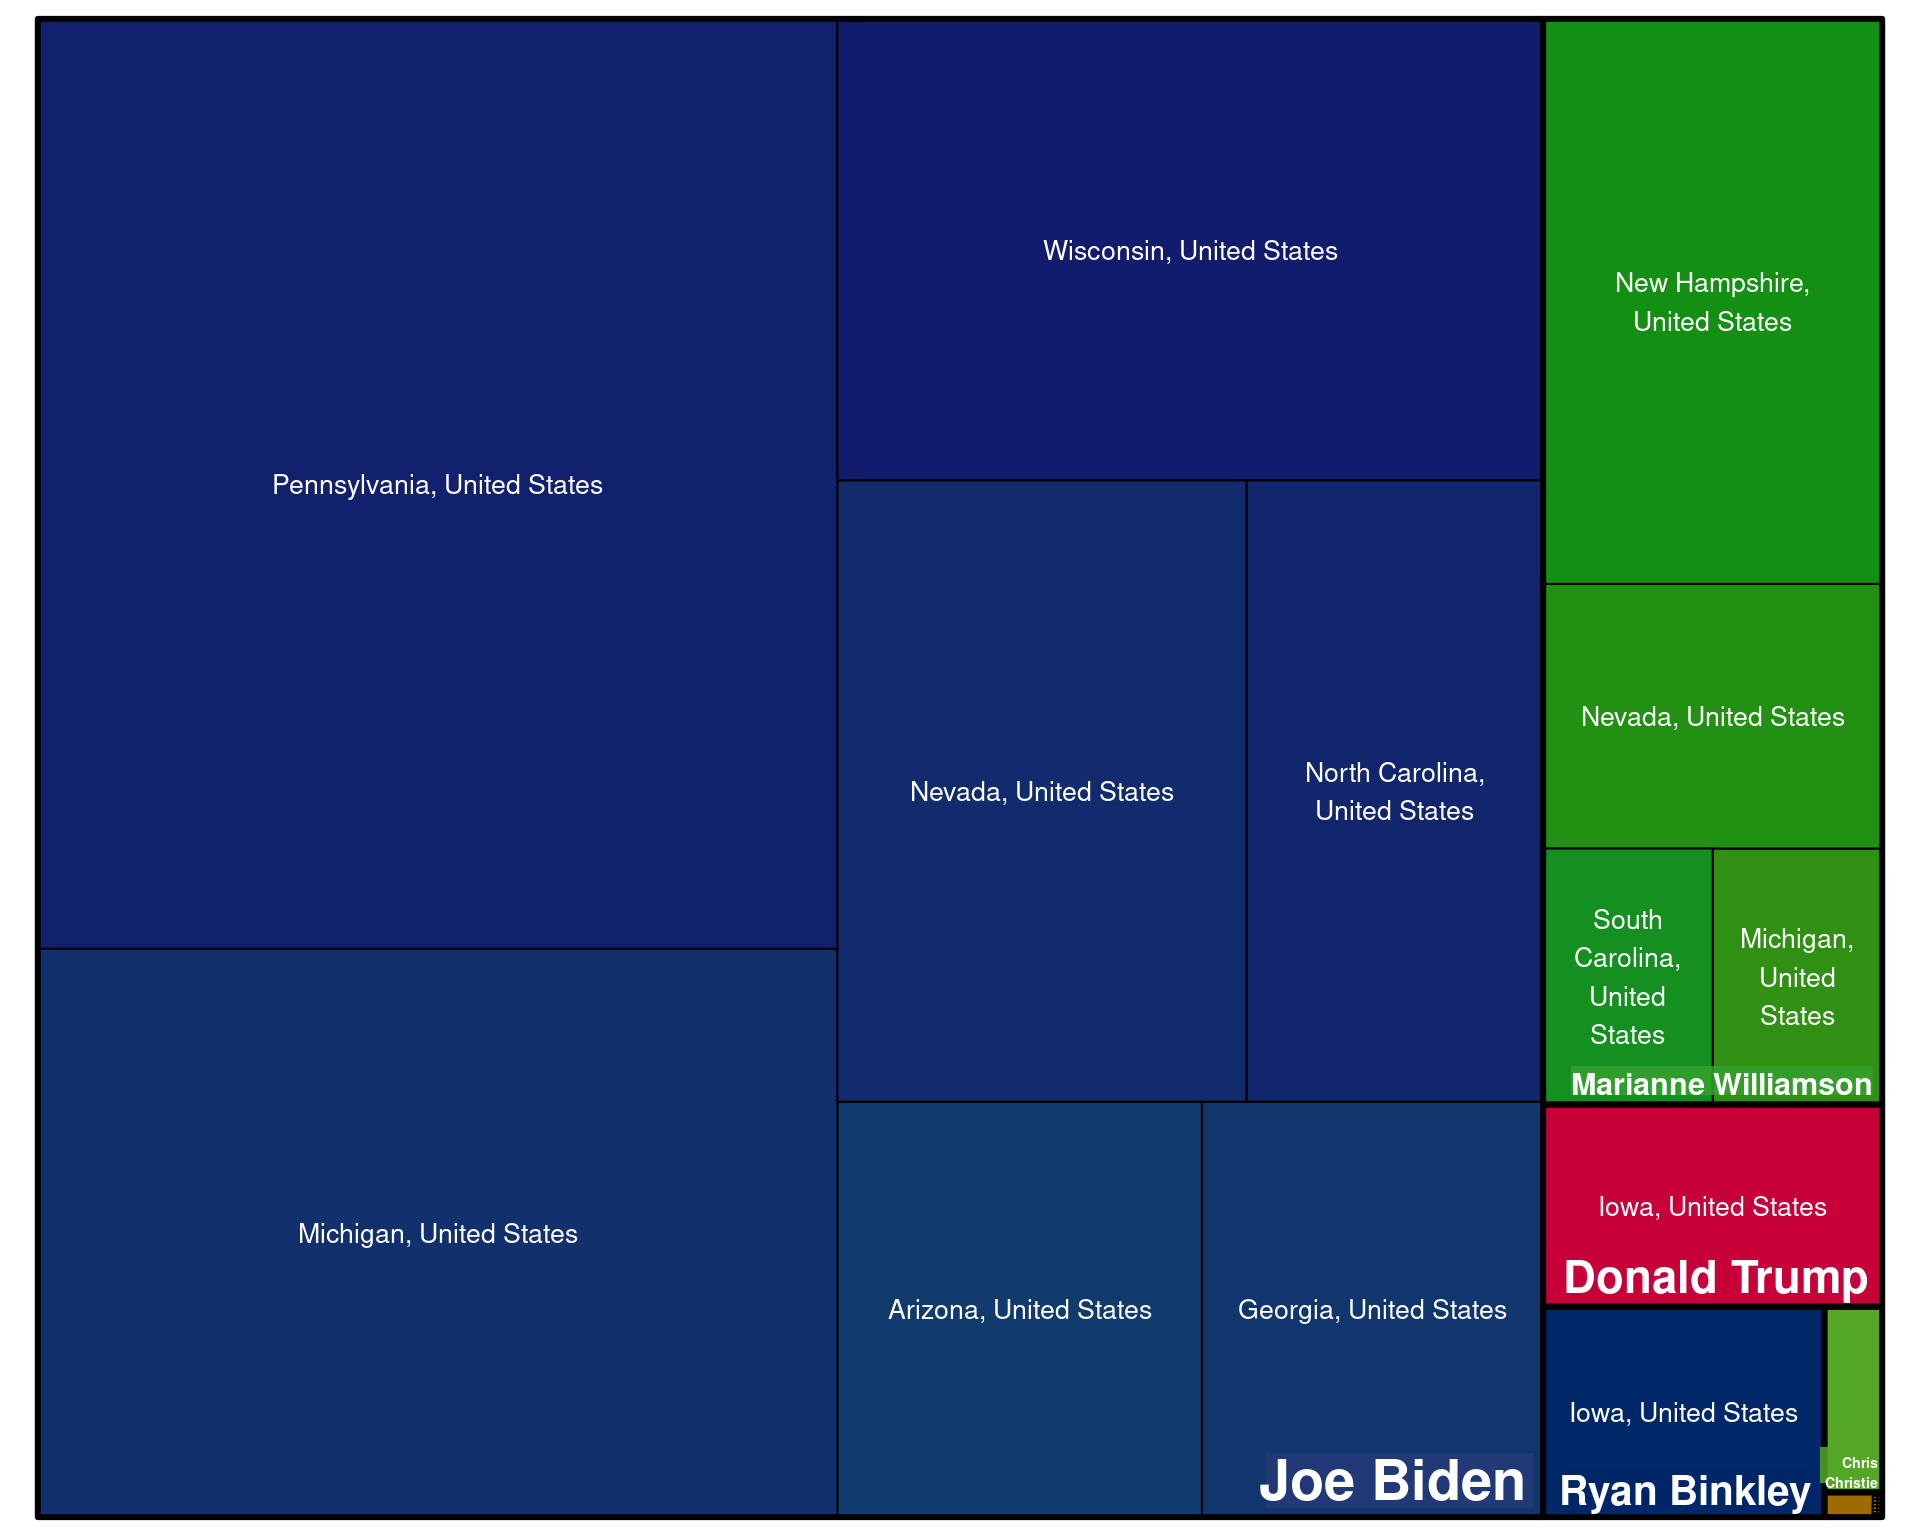 Pennsylvania, United States
Michigan, United States
Wisconsin, United States
Nevada, United States
North Carolina,
United States
Arizona, United States
Georgia, United States
Joe Biden
New Hampshire,
United States
Nevada, United States
South
Carolina,
United
States
Michigan,
United
States
Marianne Williamson
Iowa, United States
Donald Trump
Iowa, United States
Ryan Binkley
Chris
Christie